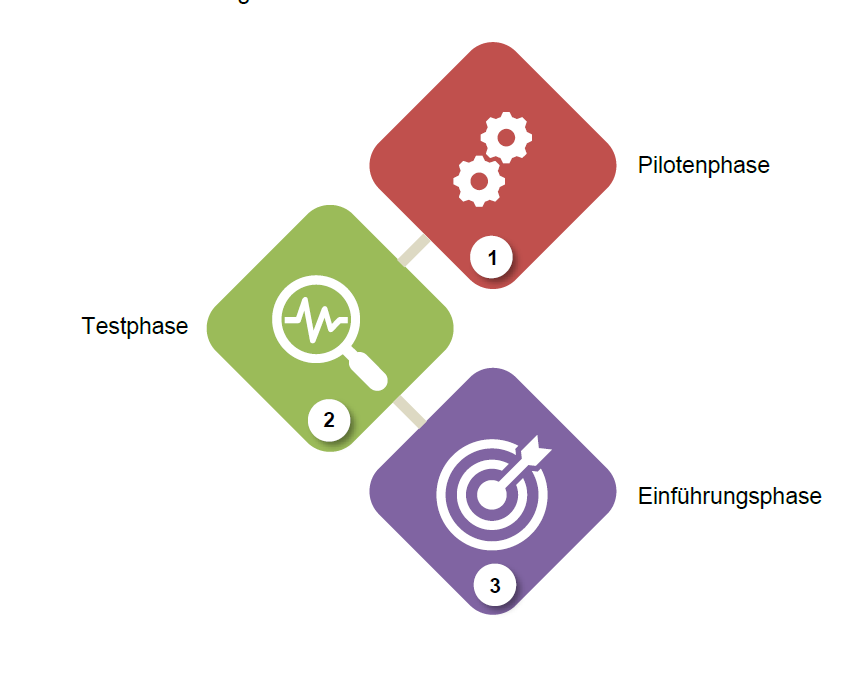 Pilotenphase
1
Testphase
2
Einführungsphase
3